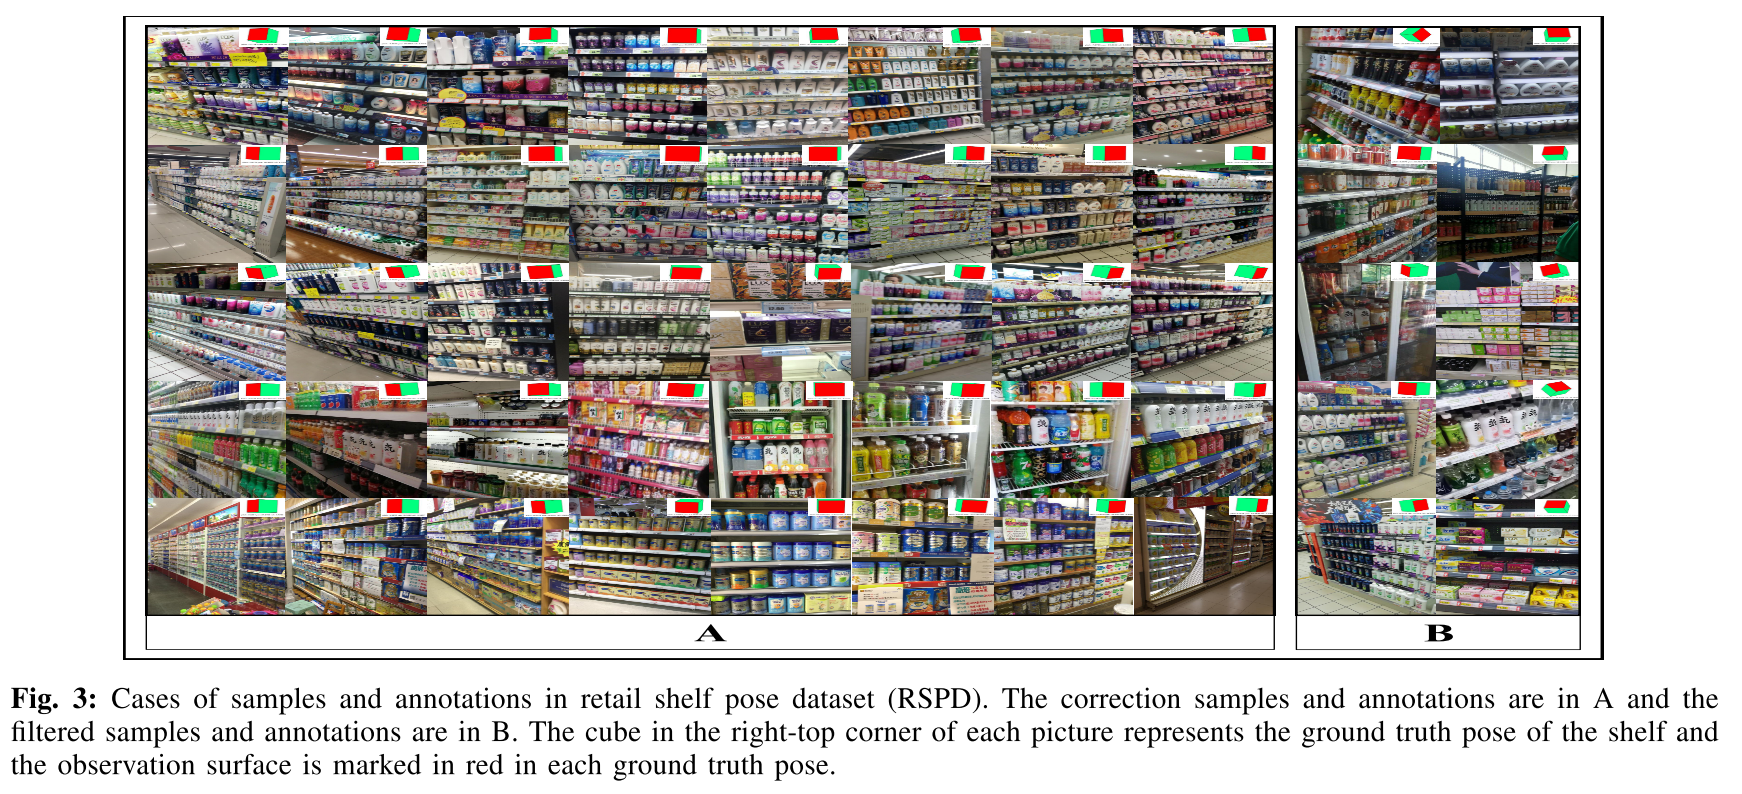 A
B
Fig. 3: Cases of samples and annotations in retail shelf pose dataset (RSPD). The correction samples and annotations are in A and the
filtered samples and annotations are in B. The cube in the right-top corner of each picture represents the ground truth pose of the shelf and
the observation surface is marked in red in each ground truth pose.